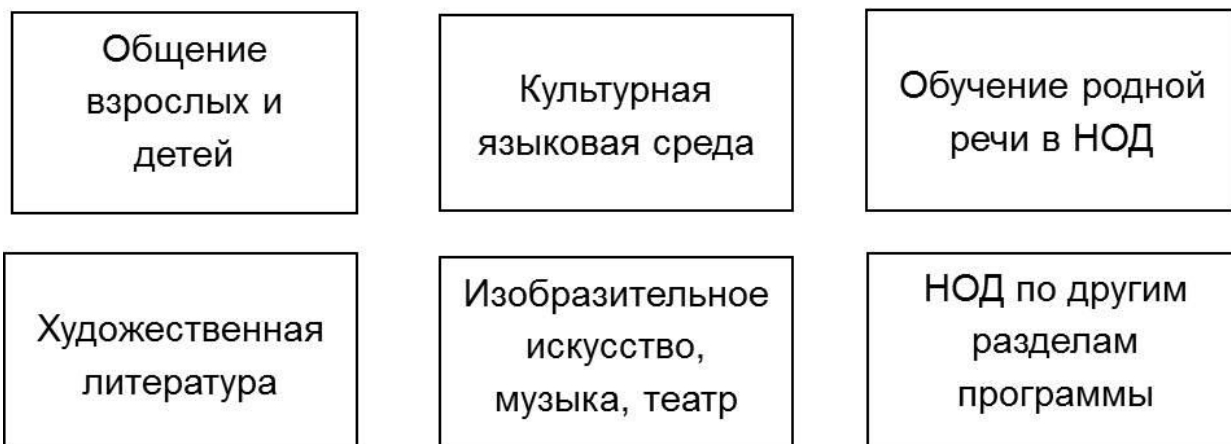 Общение
взрослых и
детей
Культурная
языковая среда
Обучение родной
речи в НОД
Художественная
литература
Изобразительное
искусство,
музыка, театр
НОД по другим
разделам
программы